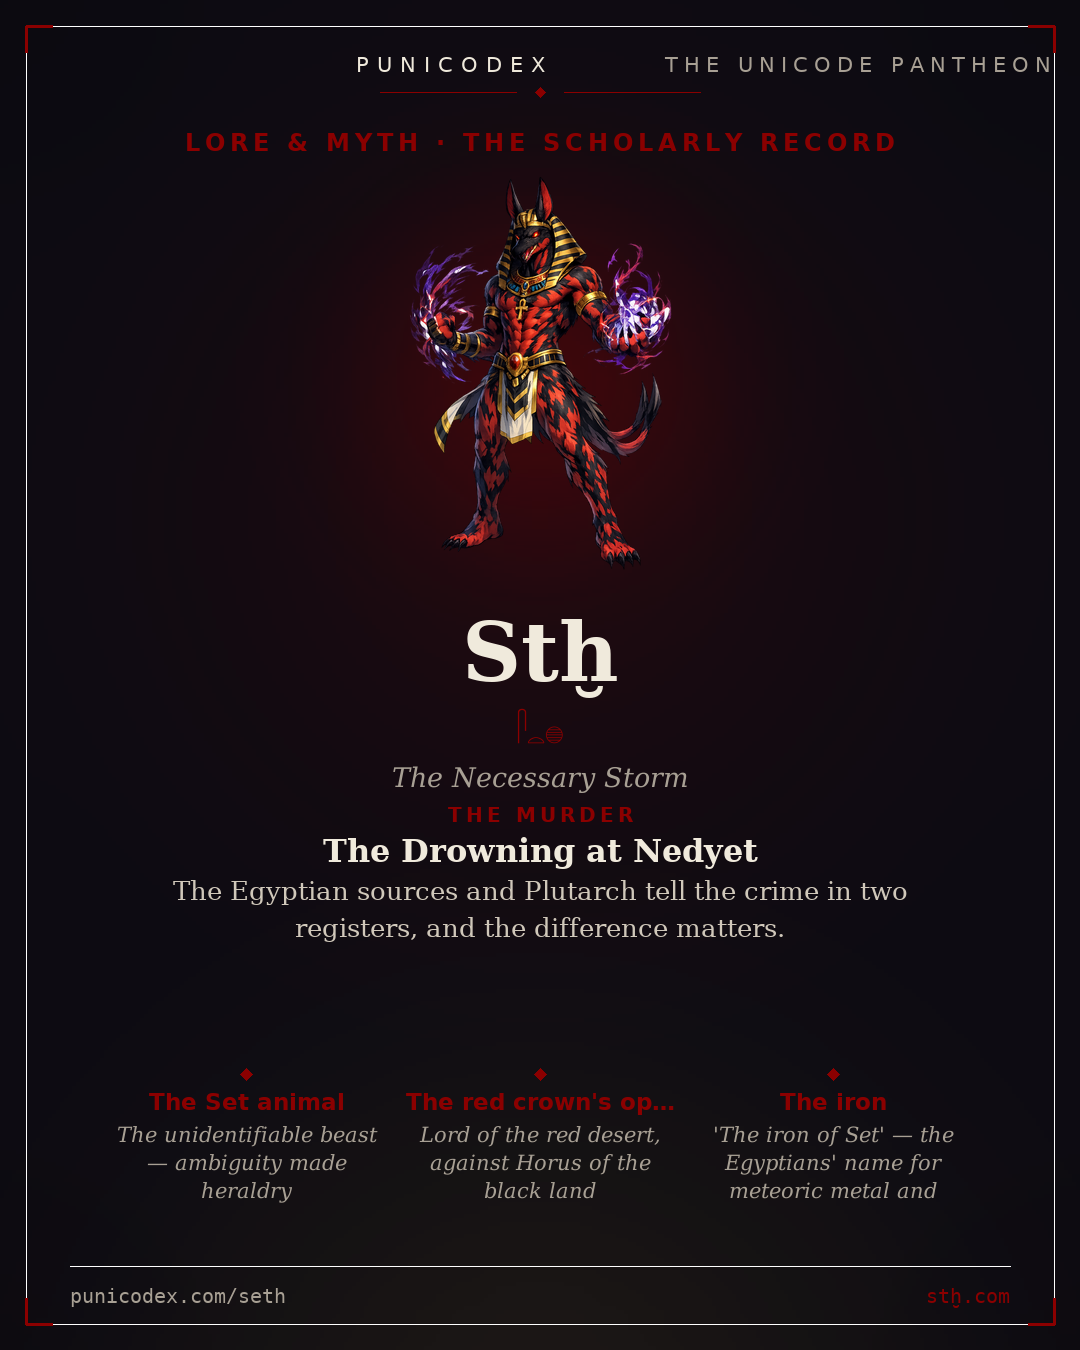 PUNICODEX THE UNICODE PANTHEON
LORE & MYTH · THE SCHOLARLY RECORD
Stḫ
𓋴𓏏𓐍
The Necessary Storm
THE MURDER
The Drowning at Nedyet
The Egyptian sources and Plutarch tell the crime in two
registers, and the difference matters.
The Set animal
The unidentifiable beast
— ambiguity made
heraldry
The red crown's op...
Lord of the red desert,
against Horus of the
black land
The iron
'The iron of Set' — the
Egyptians' name for
meteoric metal and
punicodex.com/seth
stḫ.com